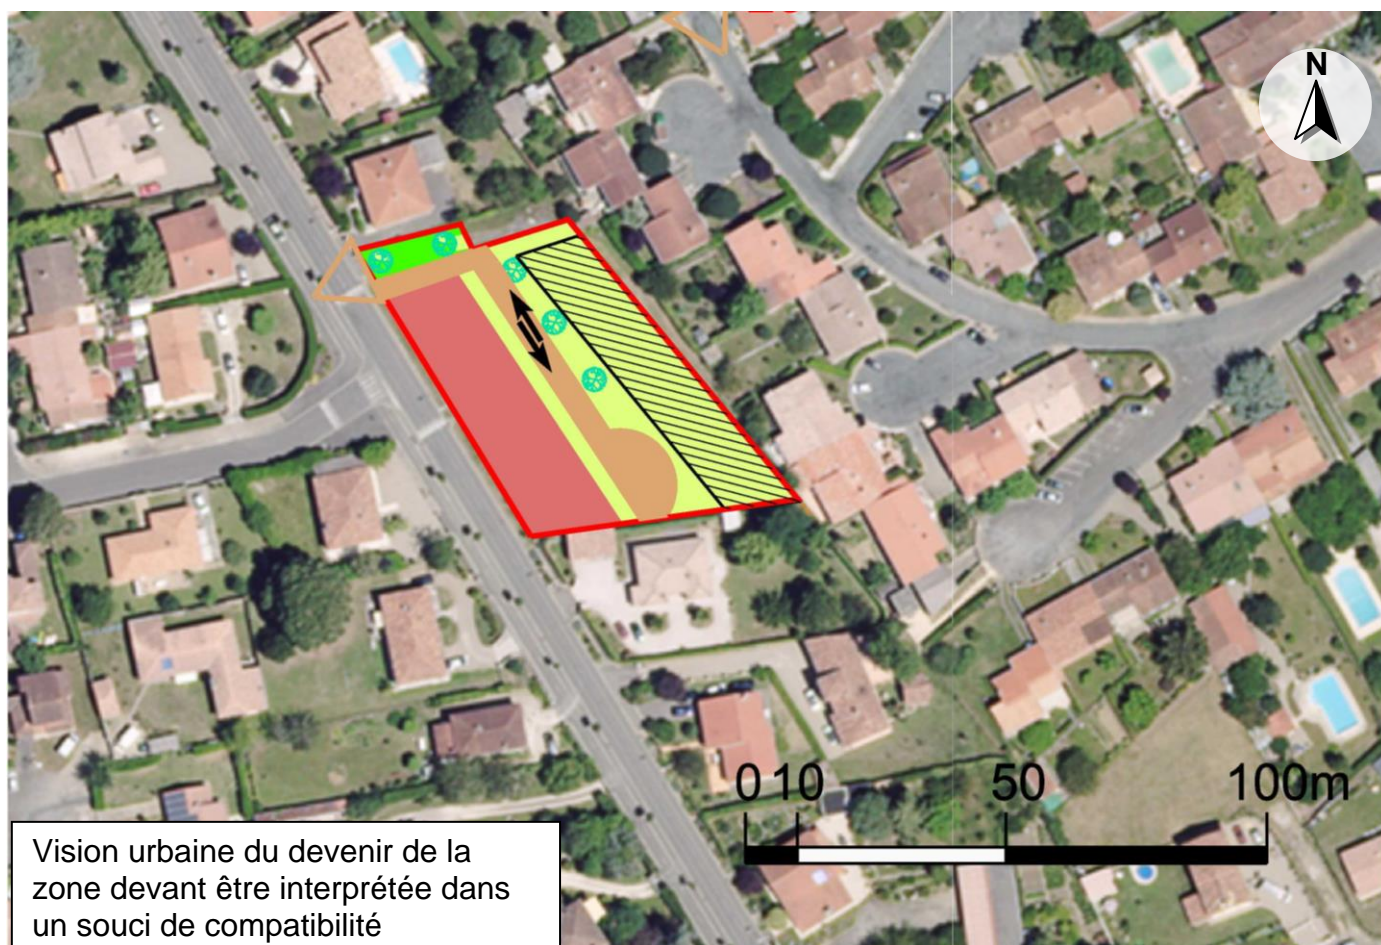 N
0 10 50 100m
Vision urbaine du devenir de la
zone devant être interprétée dans
un souci de compatibilité